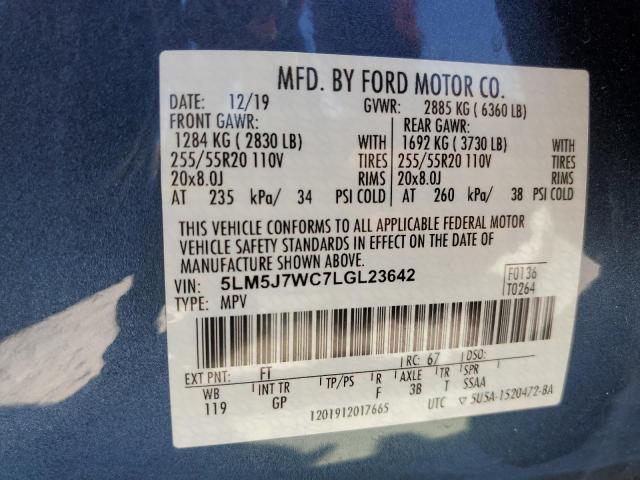 MFD. BY FORD MOTOR CO.
DATE: 12/19 GVWR: 2885 KG ( 6360 LB)
FRONT GAWR: REAR GAWR:
1284 KG ( 2830 LB) WITH 1692 KG ( 3730 LB) WITH
255/55R20 110V TIRES 255/55R20 110V TIRES
20x8.0J RIMS 20x8.0J RIMS
AT 235 kPa/ 34 PSI COLD AT 260 kPa/ 38 PSI COLD
THIS VEHICLE CONFORMS TO ALL APPLICABLE FEDERAL MOTOR
VEHICLE SAFETY STANDARDS IN EFFECT ON THE DATE OF
MANUFACTURE SHOWN ABOVE.
VIN: 5LM5J7WC7LGL23642 F0136
TYPE: MPV T0264
EXT PNT: FT RC: 67 DSO:
WB INT TR TP/PS R AXLE TR SPR
119 GP F 3B T SSAA
1201912017665 UTC ▽ 5U5A-1520472-BA